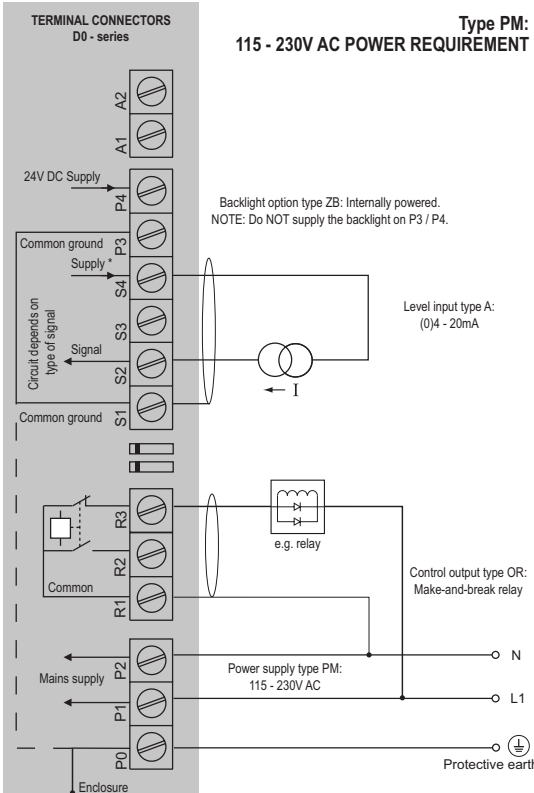 TERMINAL CONNECTORS
D0 - series
Type PM:
115 - 230V AC POWER REQUIREMENT
A2
A1
24V DC Supply
P4
Backlight option type ZB: Internally powered.
NOTE: Do NOT supply the backlight on P3 / P4.
Common ground
P3
Supply *
S4
Level input type A:
(0)4 - 20mA
S3
Circuit depends on
type of signal
Signal
S2
I
Common ground
S1
R3
e.g. relay
R2
Control output type OR:
Make-and-break relay
Common
R1
P2
N
Mains supply
Power supply type PM:
115 - 230V AC
P1
L1
P0
Protective earth
Enclosure